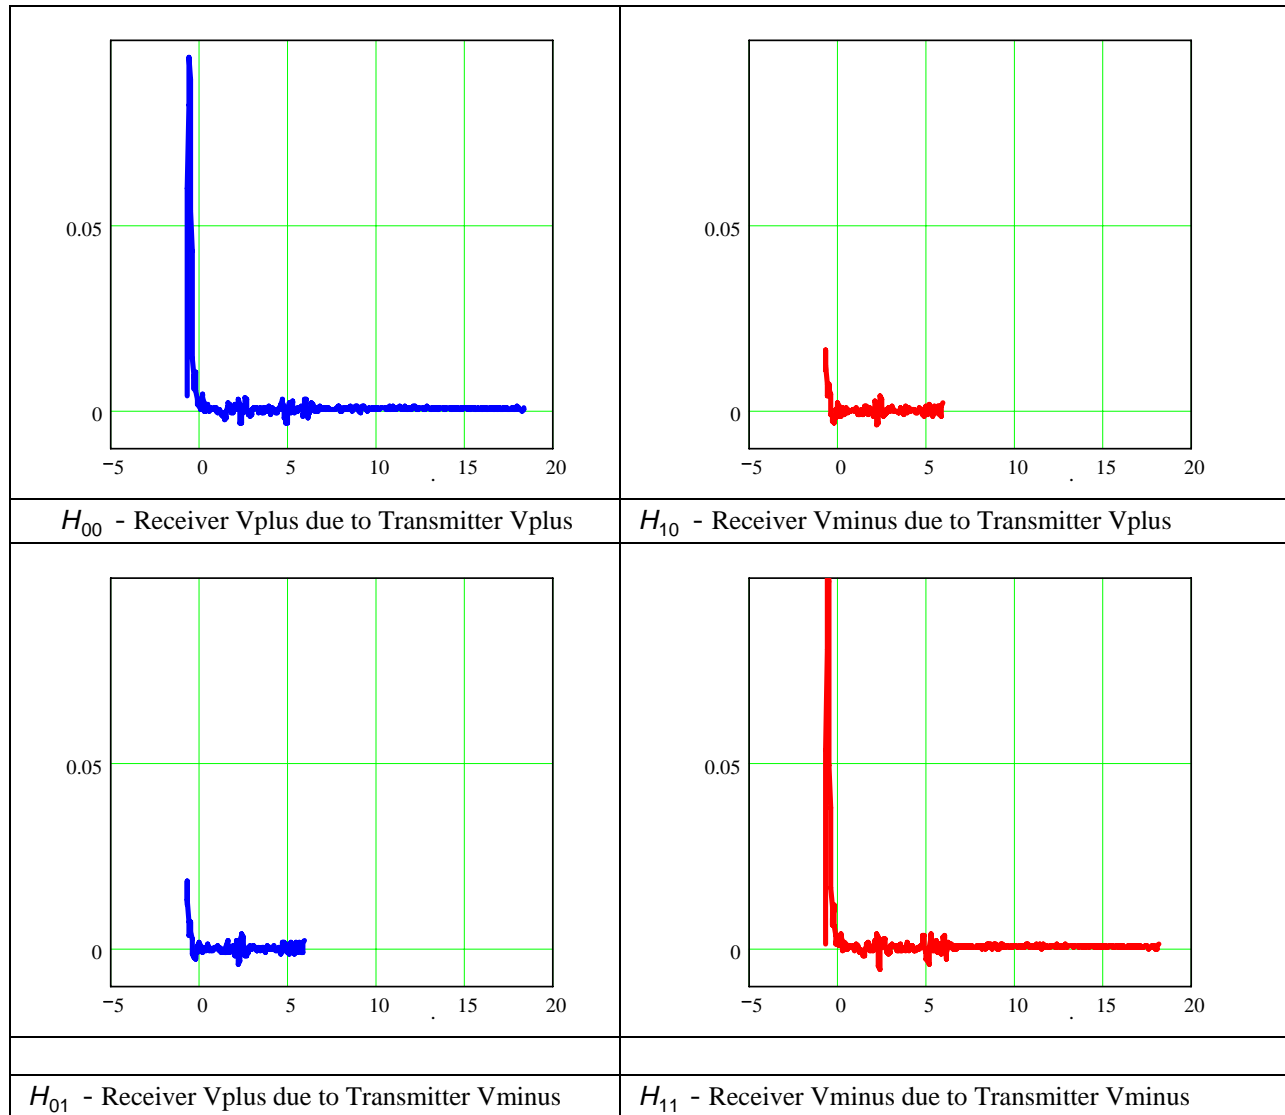 0.05
0
−5 0 5 10 15 20
.
0.05
0
−5 0 5 10 15 20
.
H00 - Receiver Vplus due to Transmitter Vplus
H10 - Receiver Vminus due to Transmitter Vplus
0.05
0
−5 0 5 10 15 20
.
0.05
0
−5 0 5 10 15 20
.
H01 - Receiver Vplus due to Transmitter Vminus
H11 - Receiver Vminus due to Transmitter Vminus